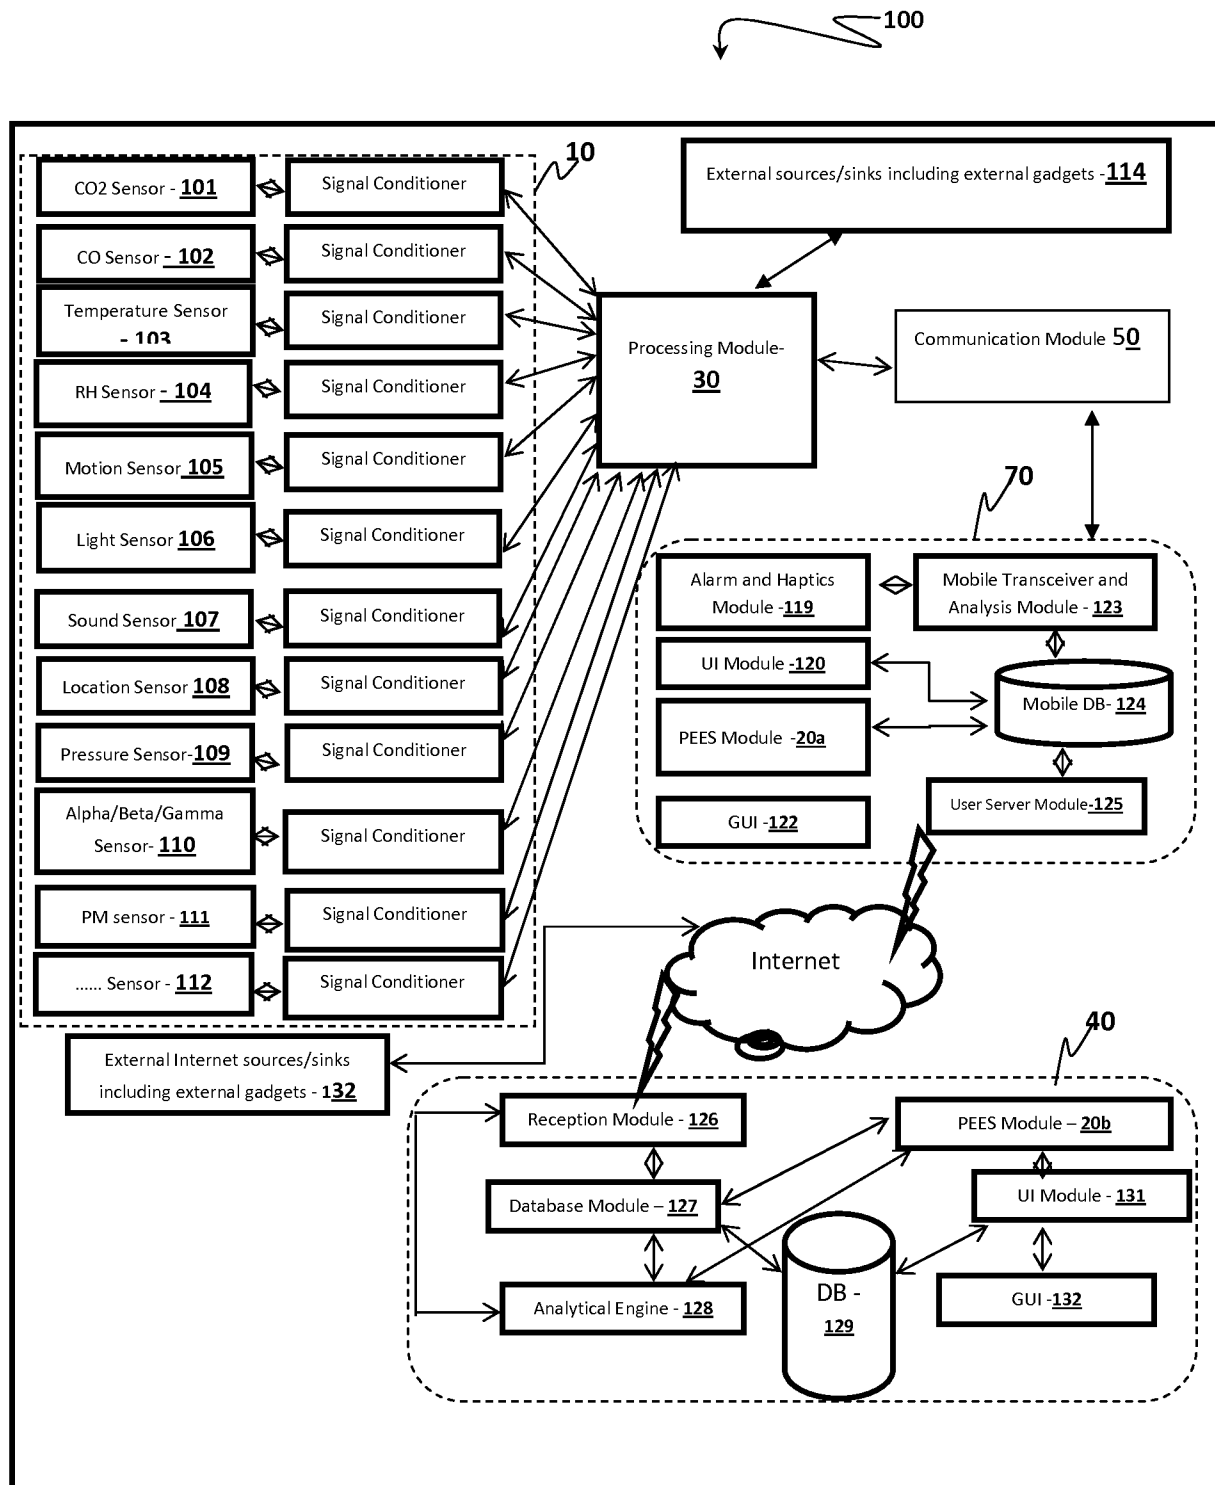 100
10
CO2 Sensor - 101
Signal Conditioner
CO Sensor - 102
Signal Conditioner
Temperature Sensor
- 103
Signal Conditioner
RH Sensor - 104
Signal Conditioner
Motion Sensor 105
Signal Conditioner
Light Sensor 106
Signal Conditioner
Sound Sensor 107
Signal Conditioner
Location Sensor 108
Signal Conditioner
Pressure Sensor-109
Signal Conditioner
Alpha/Beta/Gamma
Sensor- 110
Signal Conditioner
PM sensor - 111
Signal Conditioner
...... Sensor - 112
Signal Conditioner
External sources/sinks including external gadgets -114
Processing Module-
30
Communication Module 50
70
Alarm and Haptics
Module -119
Mobile Transceiver and
Analysis Module - 123
UI Module -120
Mobile DB- 124
PEES Module -20a
User Server Module-125
GUI -122
Internet
External Internet sources/sinks
including external gadgets - 132
40
Reception Module - 126
PEES Module – 20b
Database Module – 127
UI Module - 131
Analytical Engine - 128
DB -
129
GUI -132